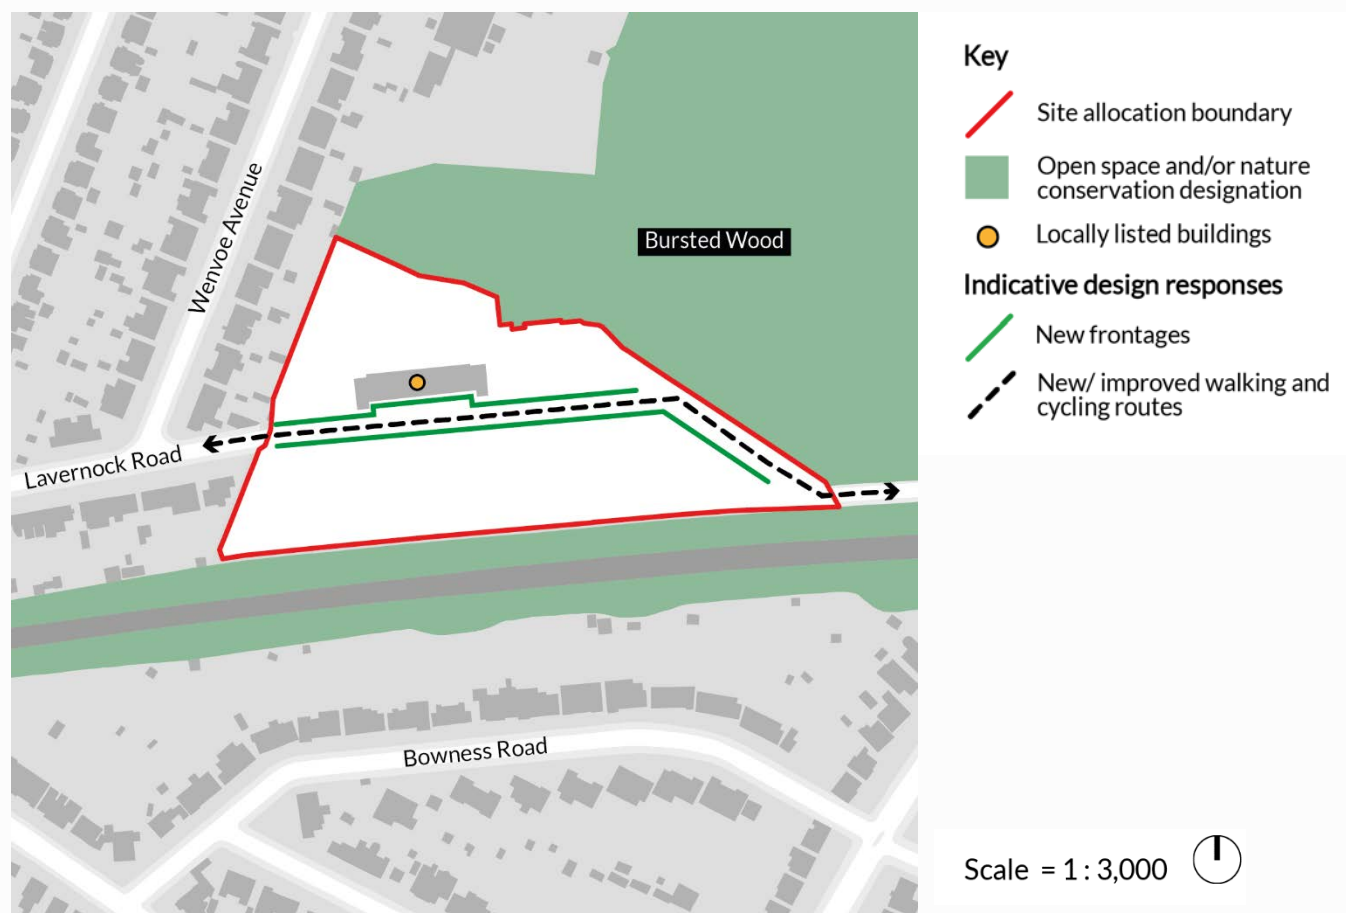 Wenvoe Avenue
Bursted Wood
Lavernock Road
Bowness Road
Key
Site allocation boundary
Open space and/or nature
conservation designation
Locally listed buildings
Indicative design responses
New frontages
New/ improved walking and
cycling routes
Scale = 1 : 3,000